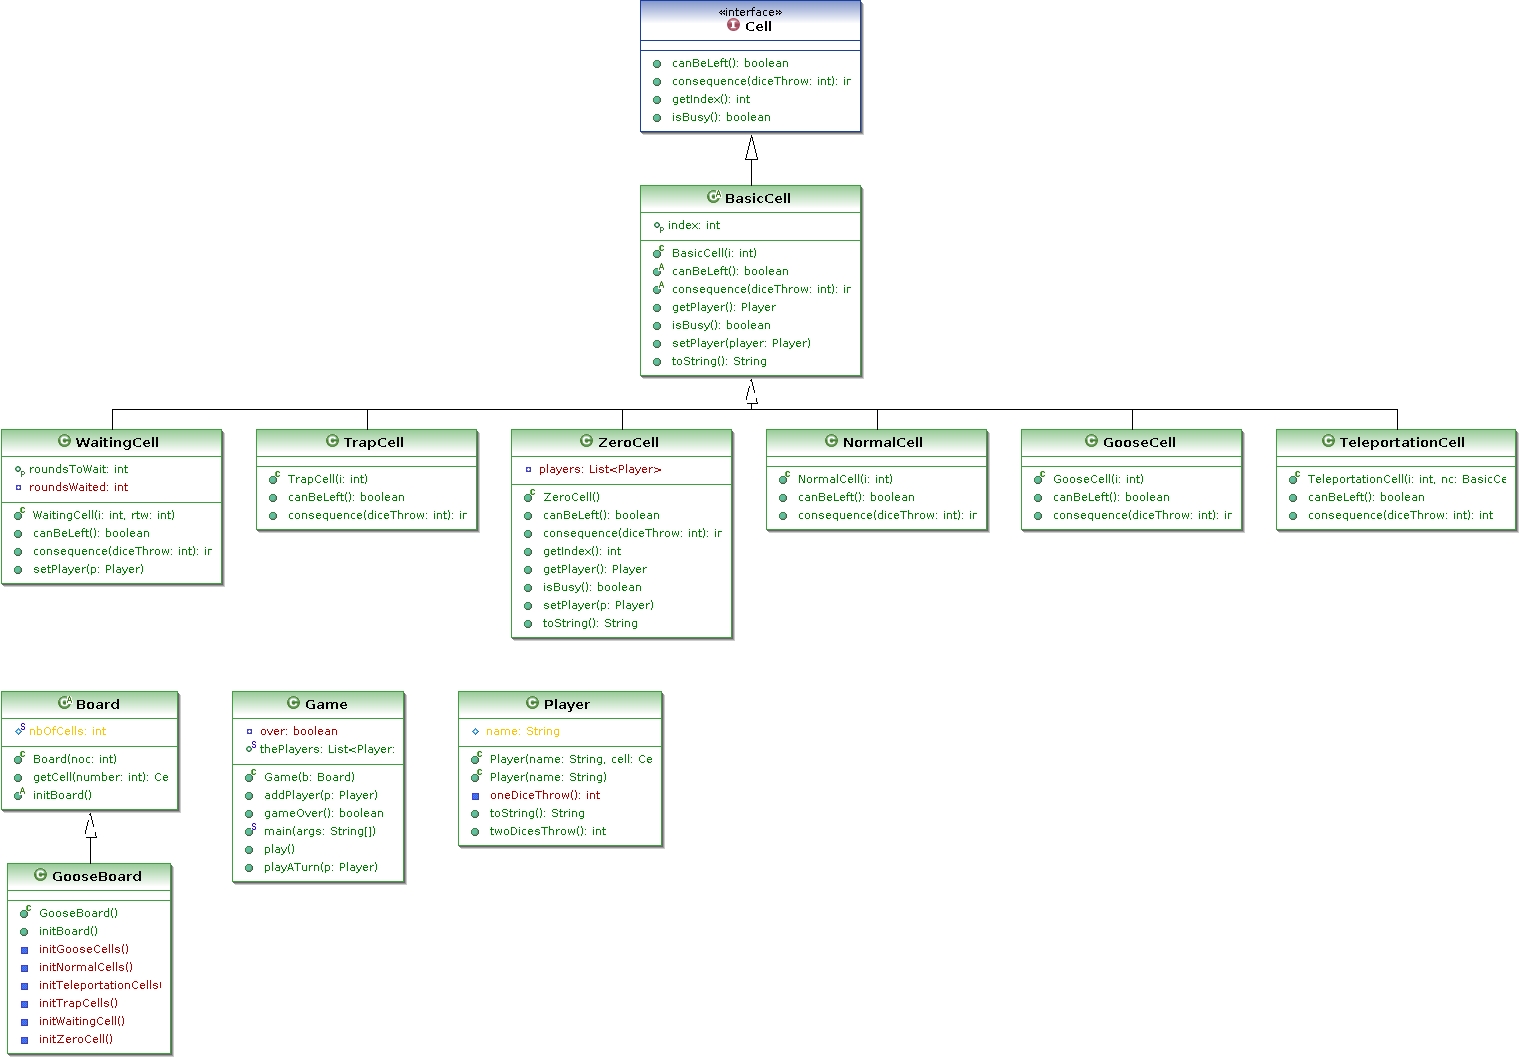 «interface»
Cell
canBeLeft(): boolean
consequence(diceThrow: int): ir
getIndex(): int
isBusy(): boolean
BasicCell
index: int
BasicCell(i: int)
canBeLeft(): boolean
consequence(diceThrow: int): ir
getPlayer(): Player
isBusy(): boolean
setPlayer(player: Player)
toString(): String
WaitingCell
roundsToWait: int
roundsWaited: int
WaitingCell(i: int, rtw: int)
canBeLeft(): boolean
consequence(diceThrow: int): ir
setPlayer(p: Player)
TrapCell
TrapCell(i: int)
canBeLeft(): boolean
consequence(diceThrow: int): ir
ZeroCell
players: List<Player>
ZeroCell()
canBeLeft(): boolean
consequence(diceThrow: int): ir
getIndex(): int
getPlayer(): Player
isBusy(): boolean
setPlayer(p: Player)
toString(): String
NormalCell
NormalCell(i: int)
canBeLeft(): boolean
consequence(diceThrow: int): ir
GooseCell
GooseCell(i: int)
canBeLeft(): boolean
consequence(diceThrow: int): ir
TeleportationCell
TeleportationCell(i: int, nc: BasicCe
canBeLeft(): boolean
consequence(diceThrow: int): int
Board
nbOfCells: int
Board(noc: int)
getCell(number: int): Ce
initBoard()
GooseBoard
GooseBoard()
initBoard()
initGooseCells()
initNormalCells()
initTeleportationCells(
initTrapCells()
initWaitingCell()
initZeroCell()
Game
over: boolean
thePlayers: List<Player:
Game(b: Board)
addPlayer(p: Player)
gameOver(): boolean
main(args: String[])
play()
playATurn(p: Player)
Player
name: String
Player(name: String, cell: Ce
Player(name: String)
oneDiceThrow(): int
toString(): String
twoDicesThrow(): int